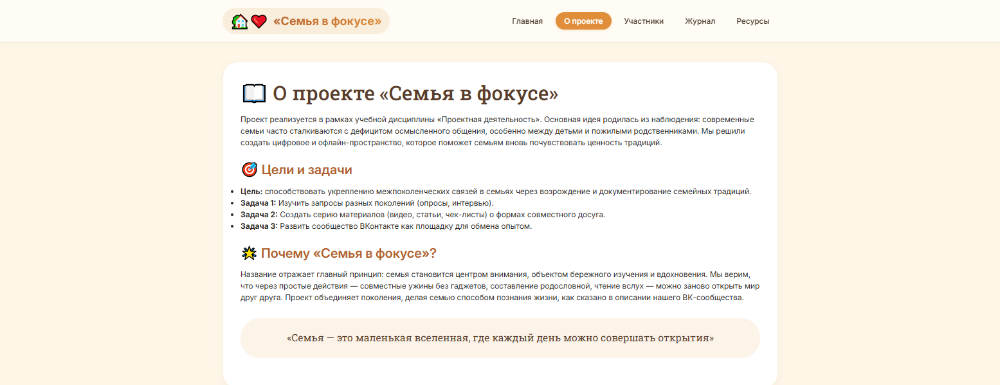 «Семья в фокусе»
Главная
О проекте
Участники
Журнал
Ресурсы
О проекте «Семья в фокусе»
Проект реализуется в рамках учебной дисциплины «Проектная деятельность». Основная идея родилась из наблюдения: современные
семьи часто сталкиваются с дефицитом осмысленного общения, особенно между детьми и пожилыми родственниками. Мы решили
создать цифровое и офлайн-пространство, которое поможет семьям вновь почувствовать ценность традиций.
Цели и задачи
• Цель: способствовать укреплению межпоколенческих связей в семьях через возрождение и документирование семейных традиций.
• Задача 1: Изучить запросы разных поколений (опросы, интервью).
• Задача 2: Создать серию материалов (видео, статьи, чек-листы) о формах совместного досуга.
• Задача 3: Развить сообщество ВКонтакте как площадку для обмена опытом.
Почему «Семья в фокусе»?
Название отражает главный принцип: семья становится центром внимания, объектом бережного изучения и вдохновения. Мы верим,
что через простые действия — совместные ужины без гаджетов, составление родословной, чтение вслух — можно заново открыть мир
друг друга. Проект объединяет поколения, делая семью способом познания жизни, как сказано в описании нашего ВК-сообщества.
«Семья — это маленькая вселенная, где каждый день можно совершать открытия»